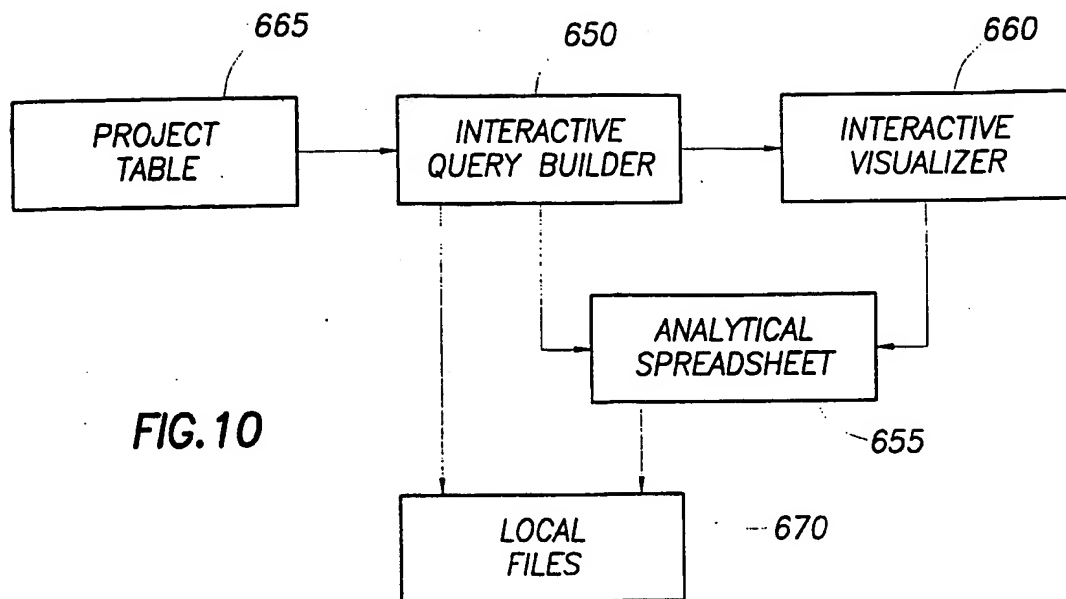 665
650
660
PROJECT
TABLE
INTERACTIVE
QUERY BUILDER
INTERACTIVE
VISUALIZER
ANALYTICAL
SPREADSHEET
655
FIG.10
LOCAL
FILES
670